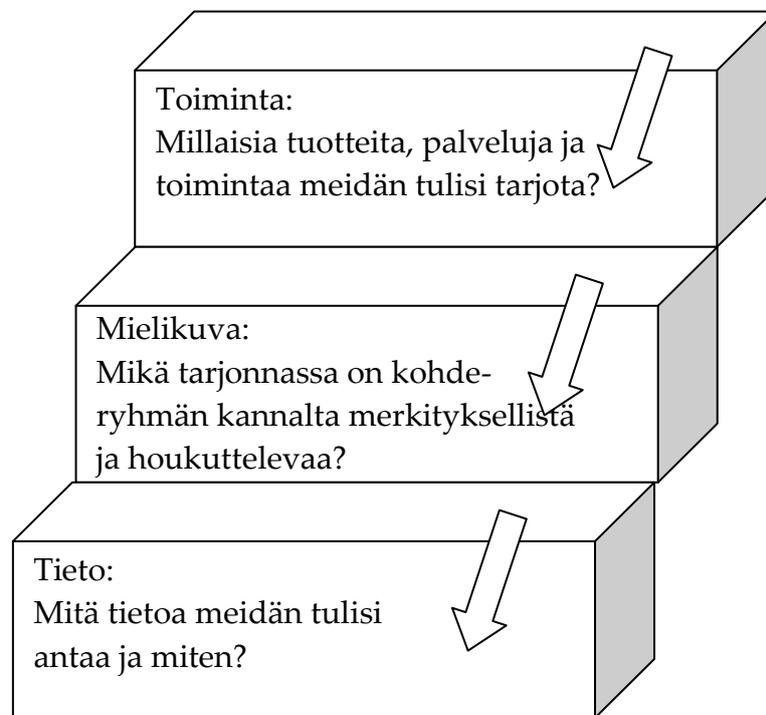 Toiminta:
Millaisia tuotteita, palveluja ja
toimintaa meidän tulisi tarjota?
Mielikuva:
Mikä tarjonnassa on kohde-
ryhmän kannalta merkityksellistä
ja houkuttelevaa?
Tieto:
Mitä tietoa meidän tulisi
antaa ja miten?